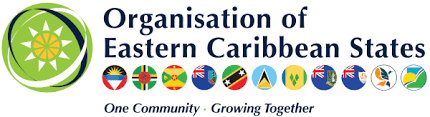 Organisation of
Eastern Caribbean States
One Community · Growing Together